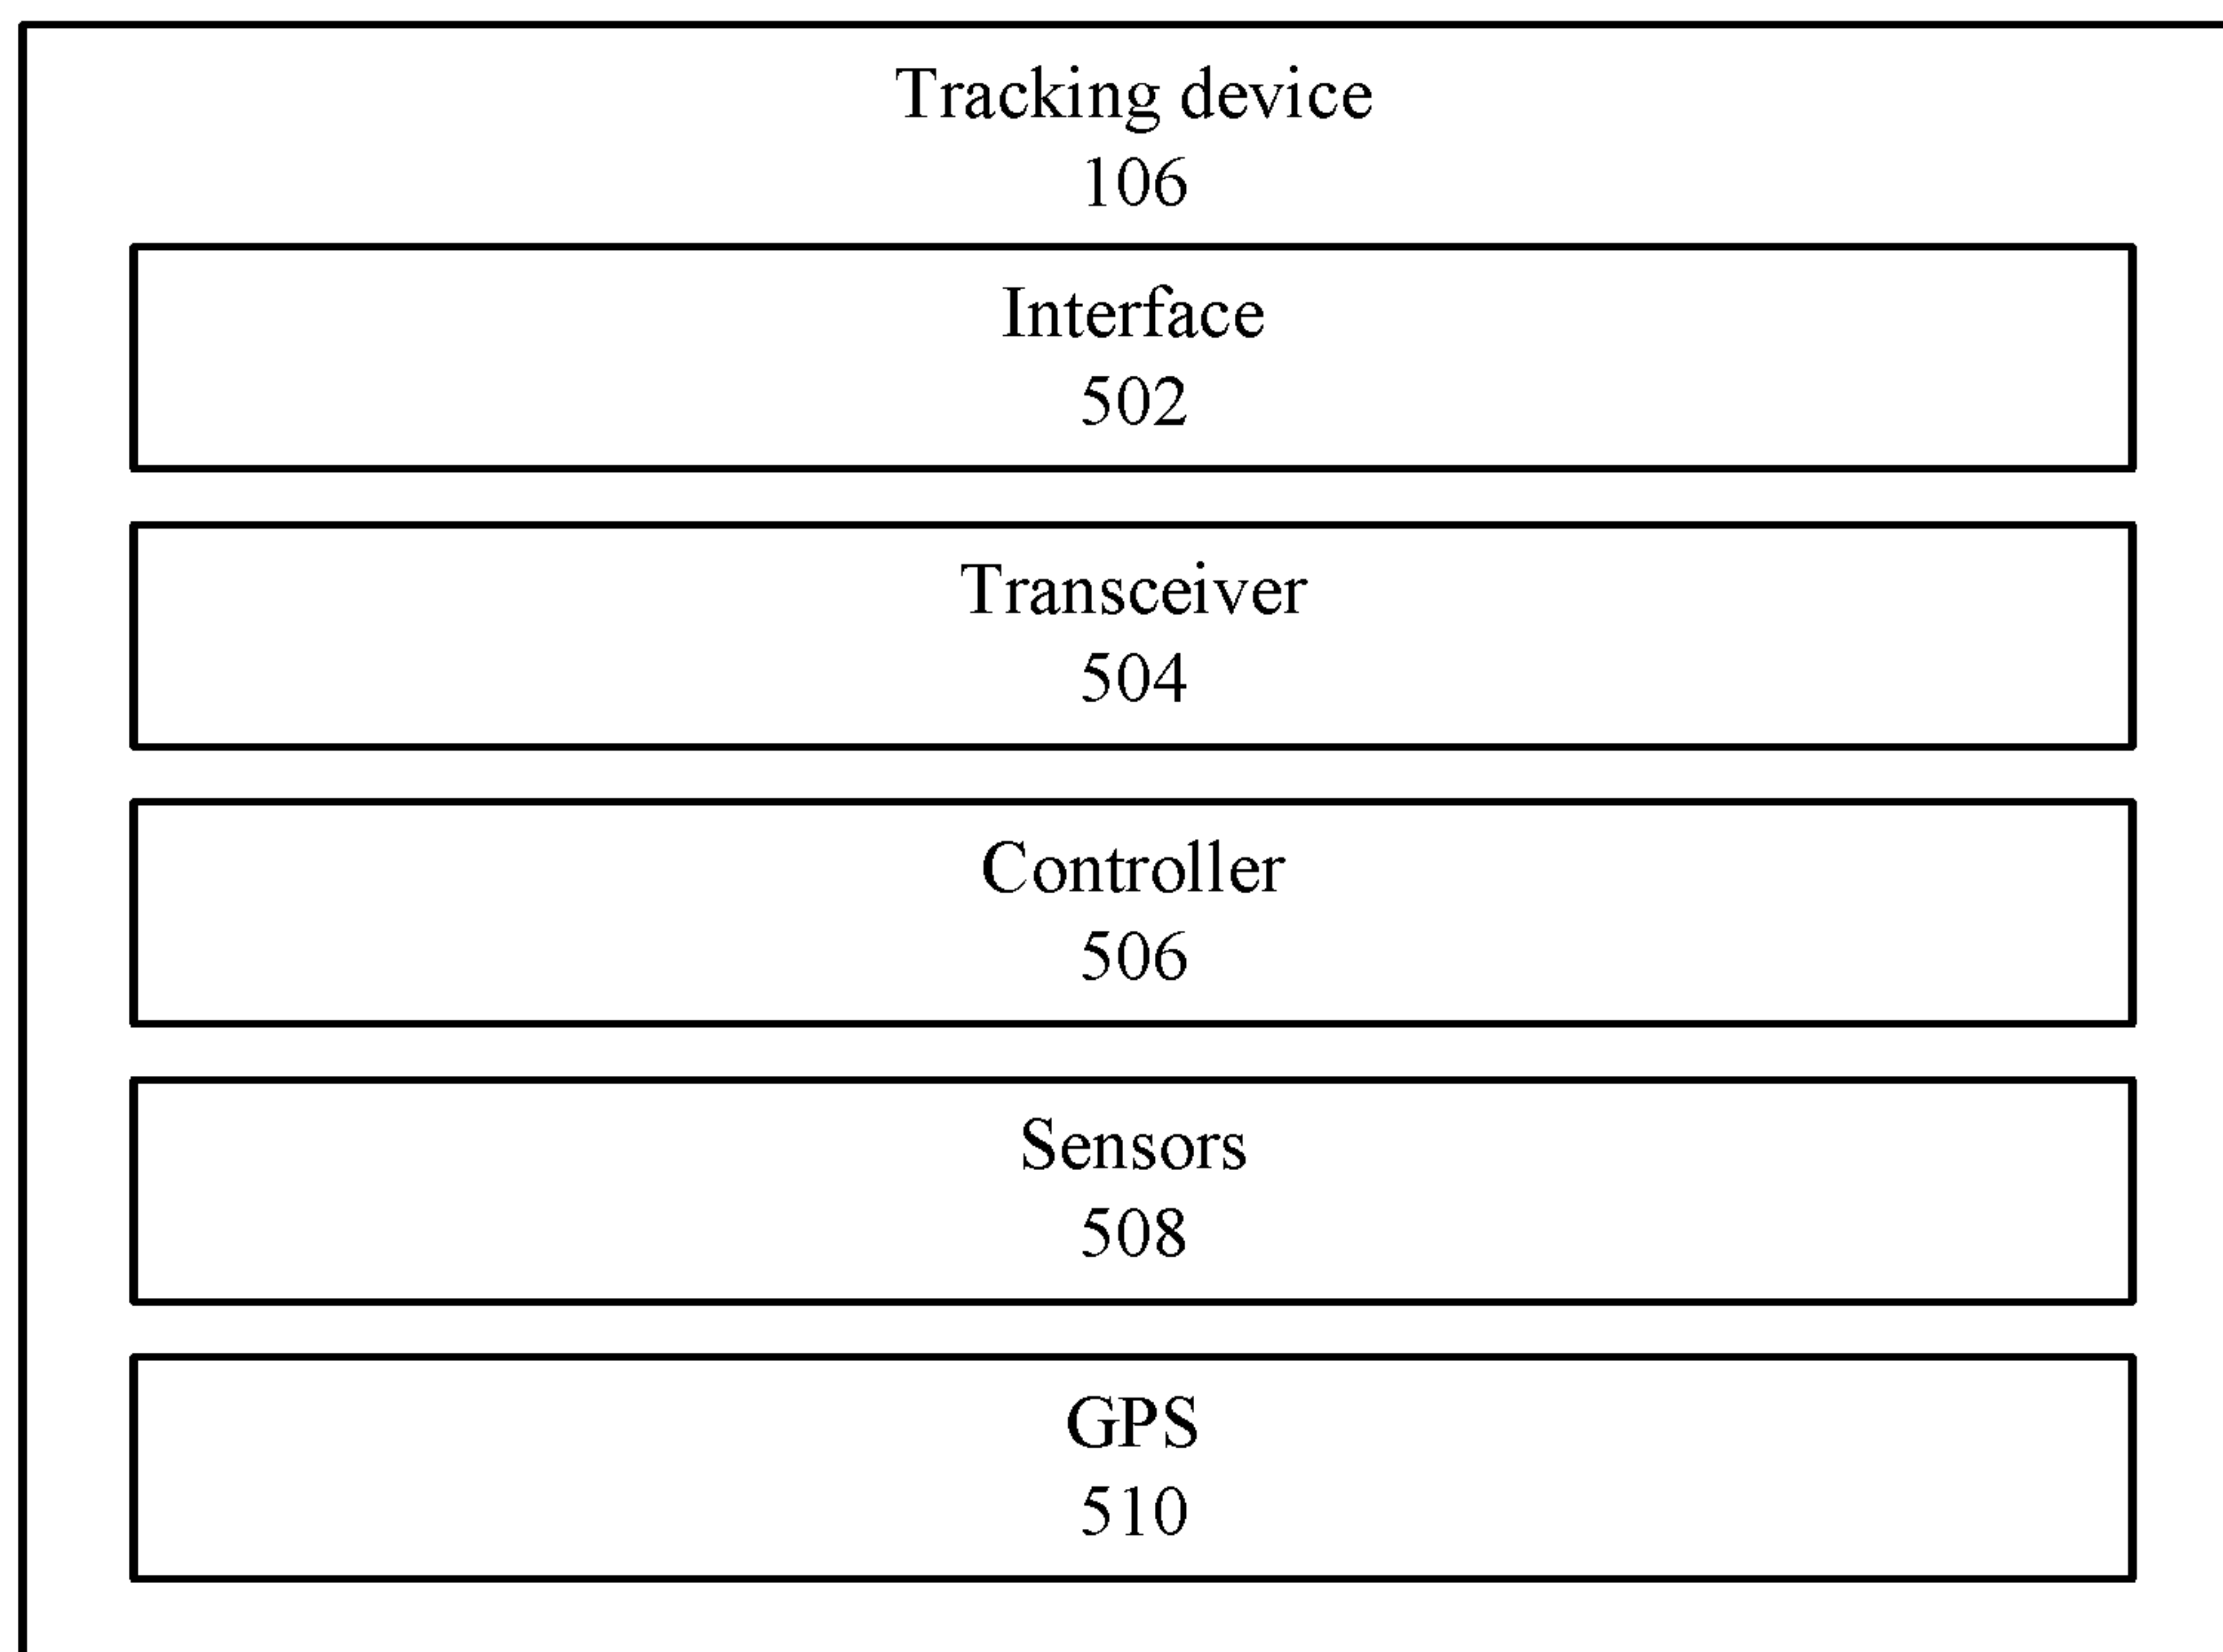 Tracking device
106
Interface
502
Transceiver
504
Controller
506
Sensors
508
GPS
510